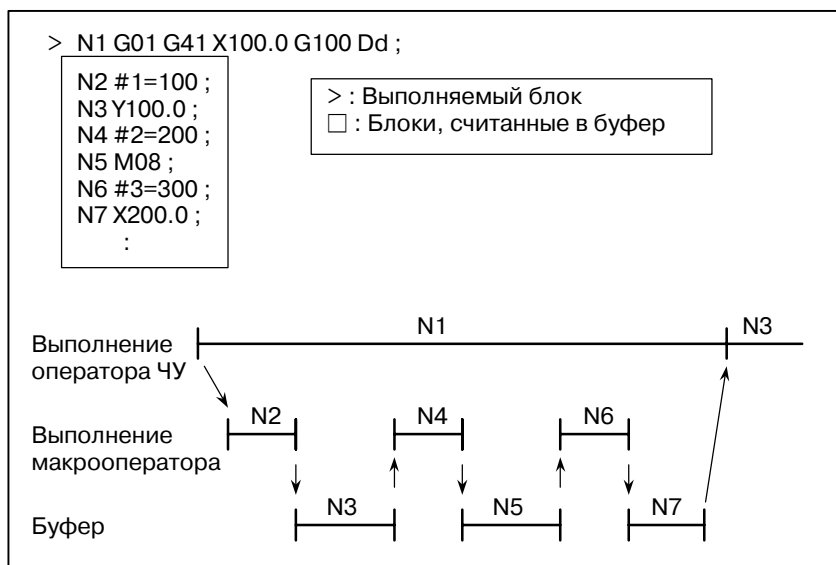 > N1 G01 G41 X100.0 G100 Dd ;
N2 #1=100 ;
N3 Y100.0 ;
N4 #2=200 ;
N5 M08 ;
N6 #3=300 ;
N7 X200.0 ;
:
> : Выполняемый блок
□ : Блоки, считанные в буфер
N1
N3
Выполнение
оператора ЧУ
N2
N4
N6
Выполнение
макрооператора
N3
N5
N7
Буфер